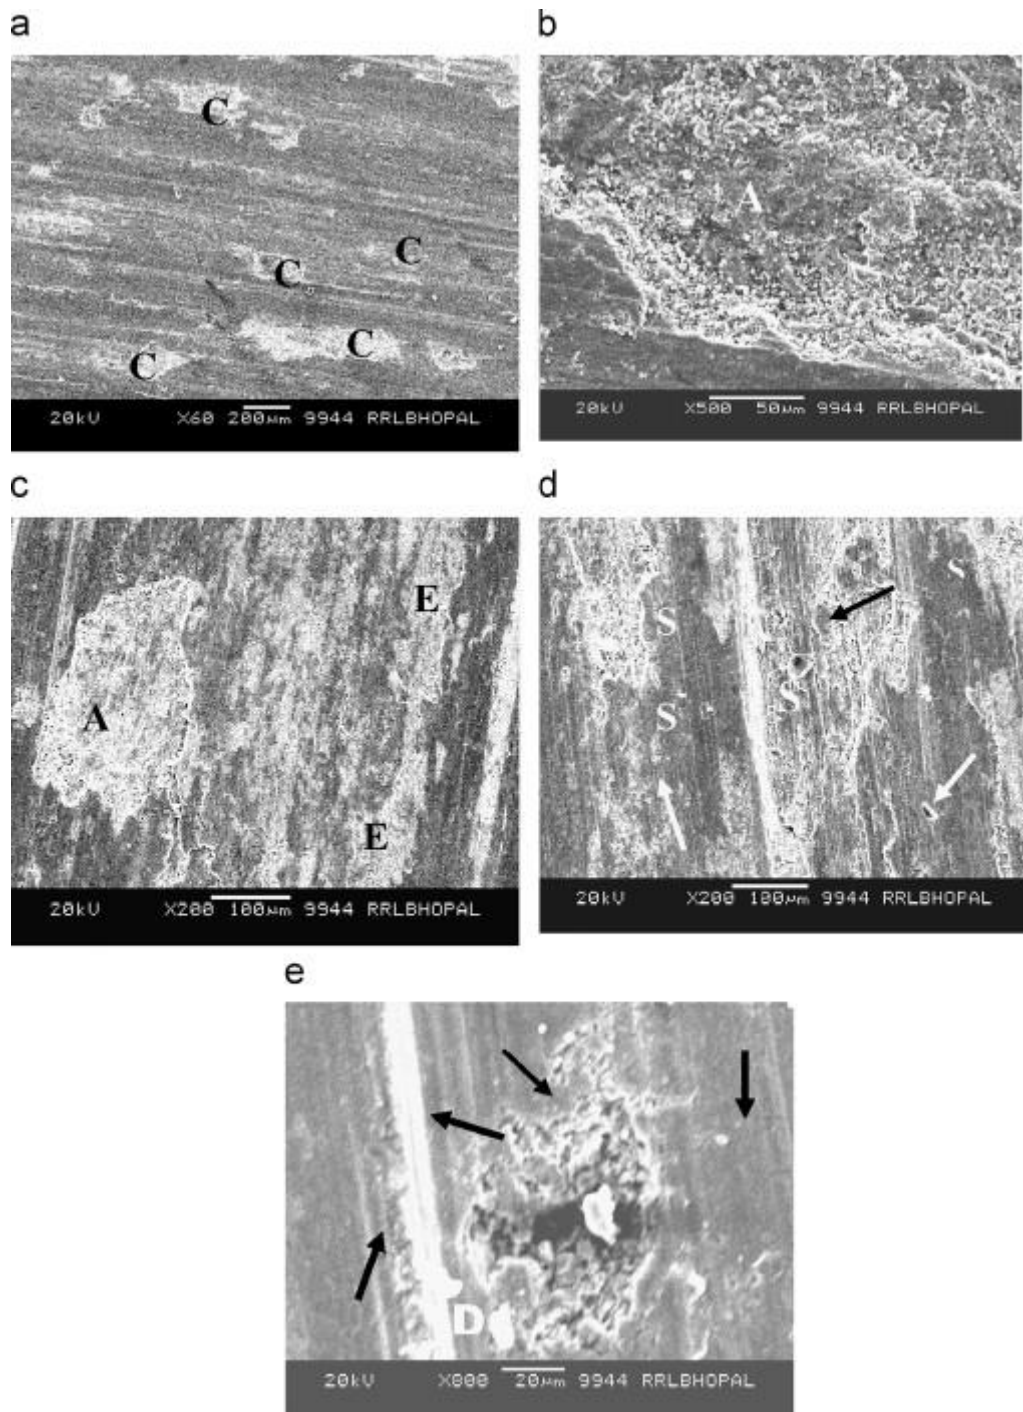 a
b
C
C
C
C
C
20kV X60 200µm 9944 RRLBHOPAL
A
20kV X500 50µm 9944 RRLBHOPAL
c
d
E
A
E
20kV X200 100µm 9944 RRLBHOPAL
S
S
S
S
20kV X200 100µm 9944 RRLBHOPAL
e
D
20kV X800 20µm 9944 RRLBHOPAL